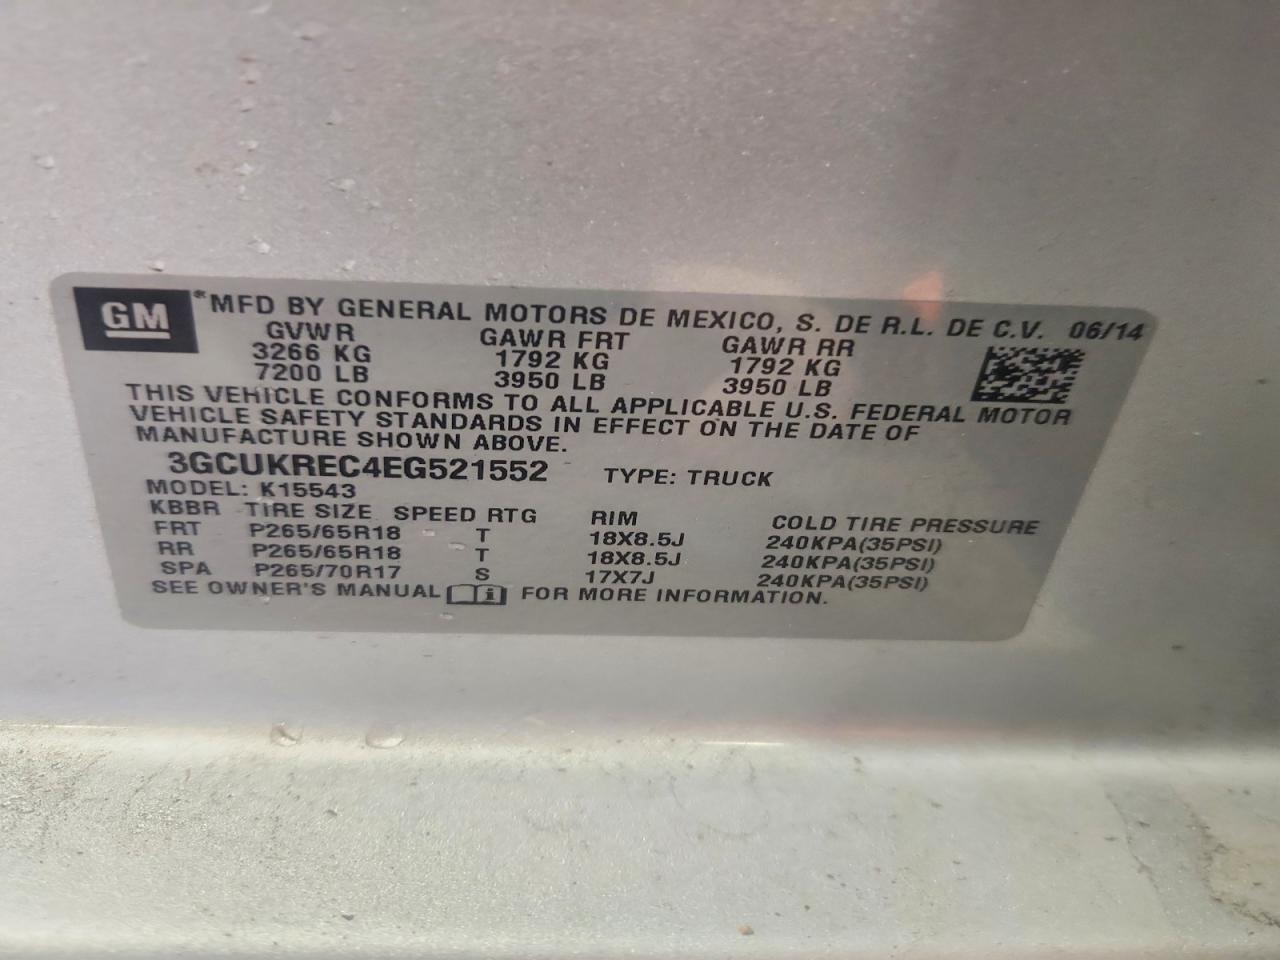 GM *MFD BY GENERAL MOTORS DE MEXICO, S. DE R.L. DE C.V. 06/14
GVWR GAWR FRT GAWR RR
3266 KG 1792 KG 1792 KG
7200 LB 3950 LB 3950 LB
THIS VEHICLE CONFORMS TO ALL APPLICABLE U.S. FEDERAL MOTOR
VEHICLE SAFETY STANDARDS IN EFFECT ON THE DATE OF
MANUFACTURE SHOWN ABOVE.
3GCUKREC4EG521552 TYPE: TRUCK
MODEL: K15543
KBBR TIRE SIZE SPEED RTG RIM COLD TIRE PRESSURE
FRT P265/65R18 T 18X8.5J 240KPA(35PSI)
RR P265/65R18 T 18X8.5J 240KPA(35PSI)
SPA P265/70R17 S 17X7J 240KPA(35PSI)
SEE OWNER'S MANUAL FOR MORE INFORMATION.